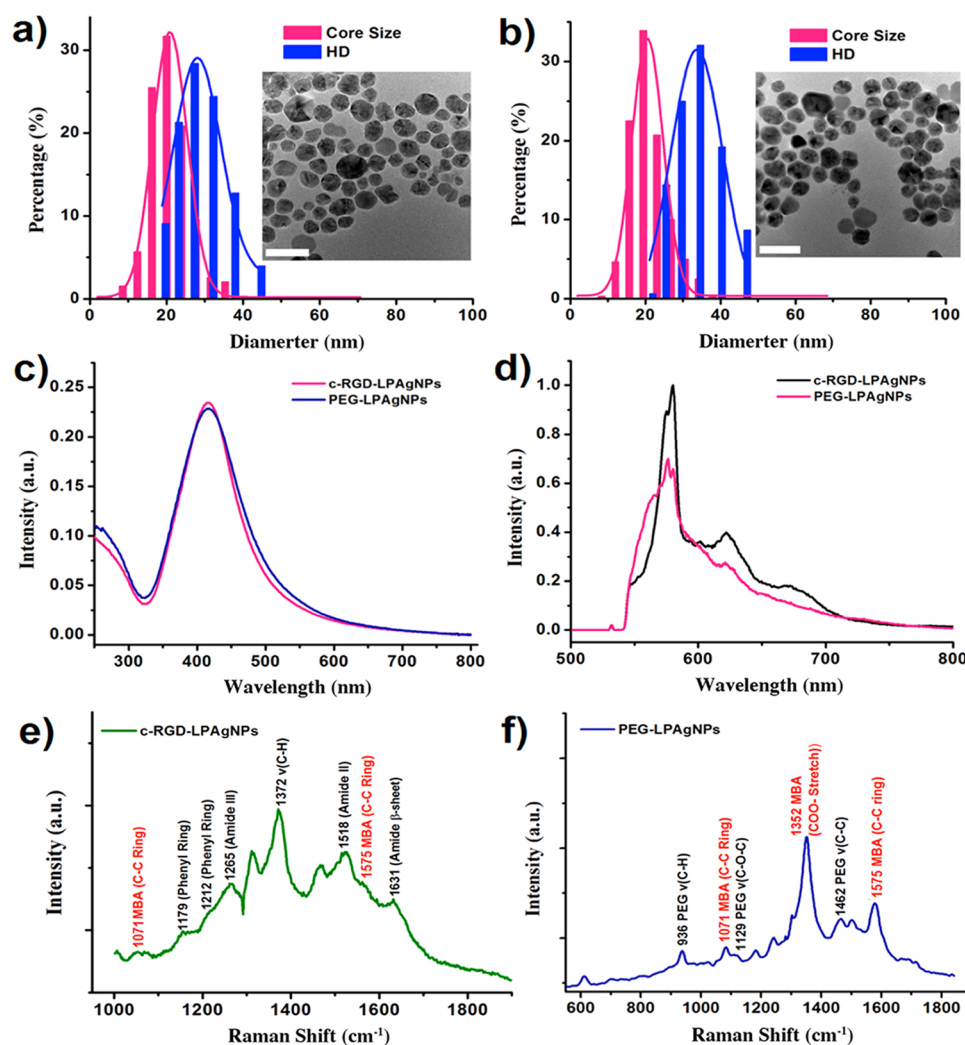 a)
Core Size
HD
30
20
10
0
Percentage (%)
0 20 40 60 80 100
Diamerter (nm)
b)
Core Size
HD
30
20
10
0
Percentage (%)
0 20 40 60 80 100
Diamerter (nm)
c)
c-RGD-LPAgNPs
PEG-LPAgNPs
0.25
0.20
0.15
0.10
0.05
0.00
Intensity (a.u.)
300 400 500 600 700 800
Wavelength (nm)
d)
c-RGD-LPAgNPs
PEG-LPAgNPs
1.0
0.8
0.6
0.4
0.2
0.0
Intensity (a.u.)
500 600 700 800
Wavelength (nm)
e)
c-RGD-LPAgNPs
1071 MBA (C-C Ring)
1179 (Phenyl Ring)
1212 (Phenyl Ring)
1265 (Amide III)
1372 ν(C-H)
1518 (Amide II)
1575 MBA (C-C Ring)
1631 (Amide β-sheet)
Intensity (a.u.)
1000 1200 1400 1600 1800
Raman Shift (cm⁻¹)
f)
PEG-LPAgNPs
936 PEG ν(C-H)
1071 MBA (C-C Ring)
1129 PEG ν(C-O-C)
1352 MBA
(COO- Stretch))
1462 PEG ν(C-C)
1575 MBA (C-C ring)
Intensity (a.u.)
600 800 1000 1200 1400 1600 1800
Raman Shift (cm⁻¹)